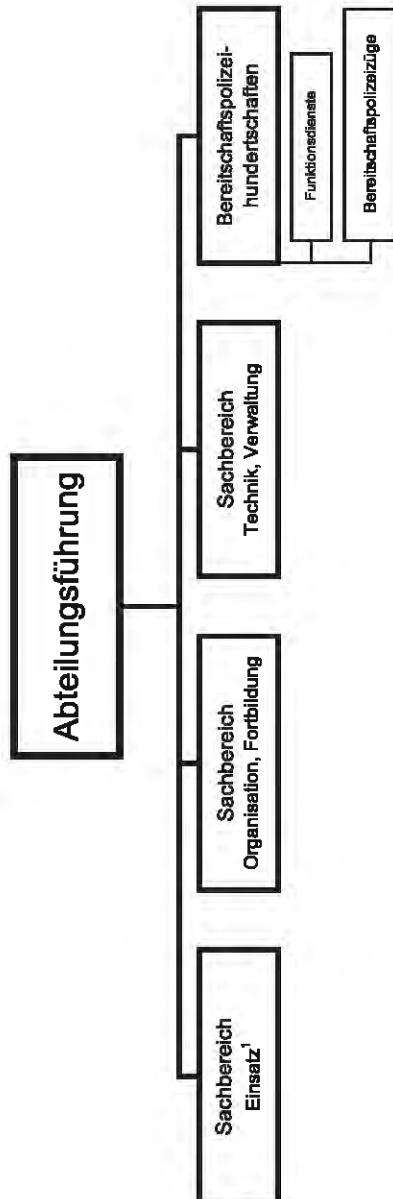 Abteilungsführung
Sachbereich
Einsatz¹
Sachbereich
Organisation, Fortbildung
Sachbereich
Technik, Verwaltung
Bereitschaftspolizei-
hundertschaften
Funktionsdienste
Bereitschaftspolizeizüge